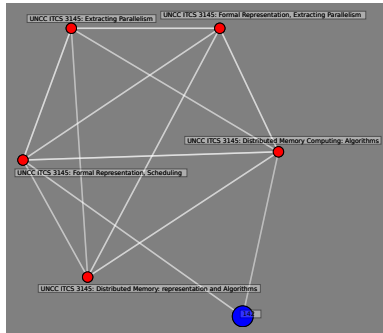 UNCC ITCS 3145: Extracting Parallelism
UNCC ITCS 3145: Formal Representation, Extracting Parallelism
UNCC ITCS 3145: Distributed Memory Computing: Algorithms
UNCC ITCS 3145: Formal Representation, Scheduling
UNCC ITCS 3145: Distributed Memory: representation and Algorithms